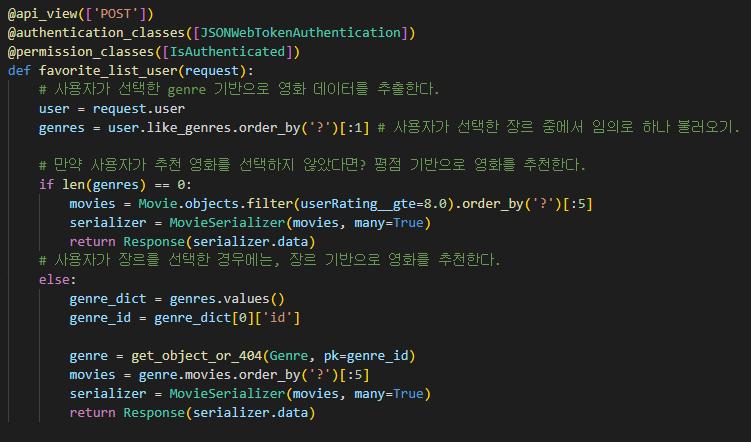 @api_view(['POST'])
@authentication_classes([JSONWebTokenAuthentication])
@permission_classes([IsAuthenticated])
def favorite_list_user(request):
    # 사용자가 선택한 genre 기반으로 영화 데이터를 추출한다.
    user = request.user
    genres = user.like_genres.order_by('?')[:1] # 사용자가 선택한 장르 중에서 임의로 하나 불러오기.

    # 만약 사용자가 추천 영화를 선택하지 않았다면? 평점 기반으로 영화를 추천한다.
    if len(genres) == 0:
        movies = Movie.objects.filter(userRating__gte=8.0).order_by('?')[:5]
        serializer = MovieSerializer(movies, many=True)
        return Response(serializer.data)
    # 사용자가 장르를 선택한 경우에는, 장르 기반으로 영화를 추천한다.
    else:
        genre_dict = genres.values()
        genre_id = genre_dict[0]['id']

        genre = get_object_or_404(Genre, pk=genre_id)
        movies = genre.movies.order_by('?')[:5]
        serializer = MovieSerializer(movies, many=True)
        return Response(serializer.data)